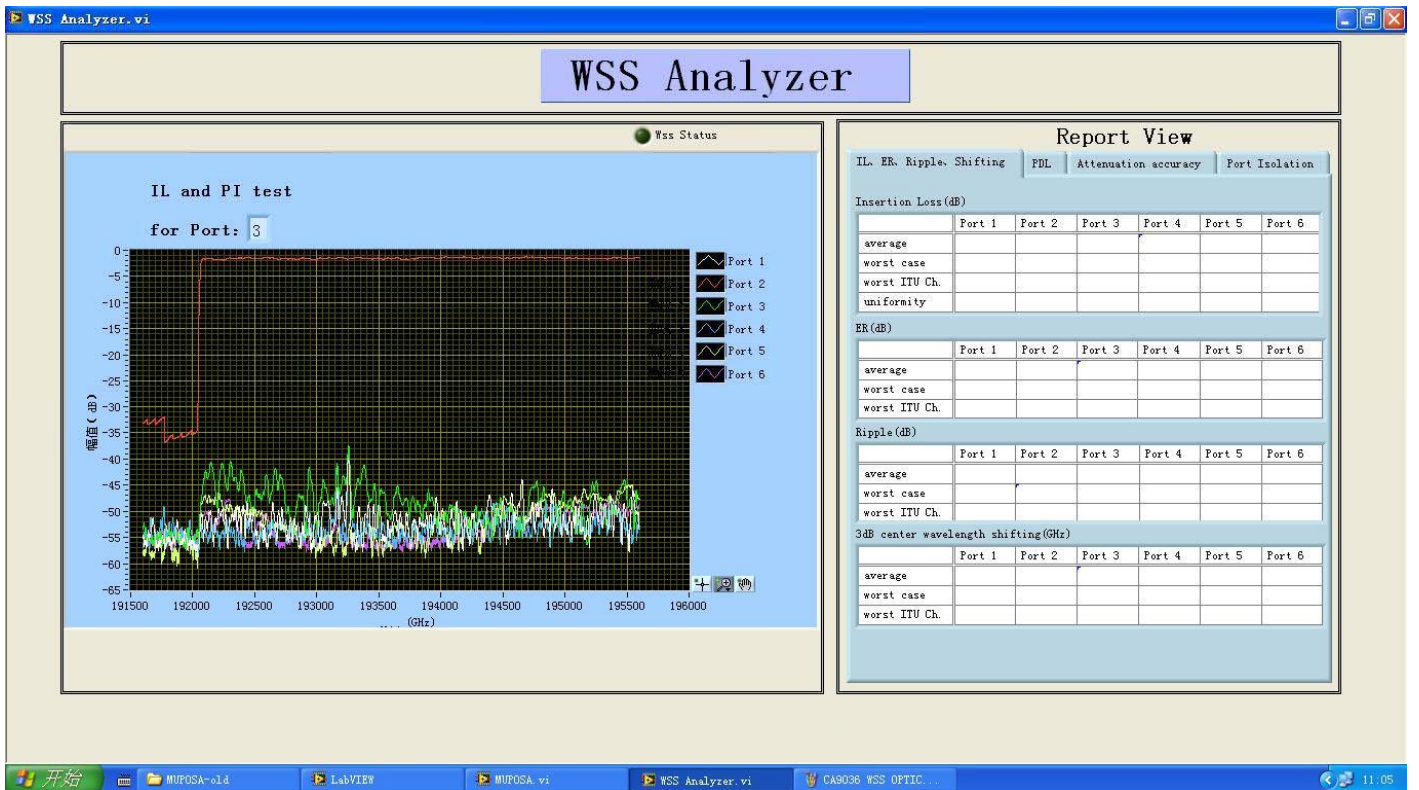 WSS Analyzer.vi
WSS Analyzer
Wss Status
IL and PI test
for Port: 3
幅值( dB)
0
-5
-10
-15
-20
-25
-30
-35
-40
-45
-50
-55
-60
-65
191500 192000 192500 193000 193500 194000 194500 195000 195500 196000
(GHz)
Port 1
Port 2
Port 3
Port 4
Port 5
Port 6
Report View
IL、ER、Ripple、Shifting PDL Attenuation accuracy Port Isolation
Insertion Loss(dB)
Port 1 Port 2 Port 3 Port 4 Port 5 Port 6
average
worst case
worst ITU Ch.
uniformity
ER(dB)
Port 1 Port 2 Port 3 Port 4 Port 5 Port 6
average
worst case
worst ITU Ch.
Ripple(dB)
Port 1 Port 2 Port 3 Port 4 Port 5 Port 6
average
worst case
worst ITU Ch.
3dB center wavelength shifting(GHz)
Port 1 Port 2 Port 3 Port 4 Port 5 Port 6
average
worst case
worst ITU Ch.
开始 MUPOSA-old LabVIEW MUPOSA.vi WSS Analyzer.vi CA9036 WSS OPTIC... 11:05